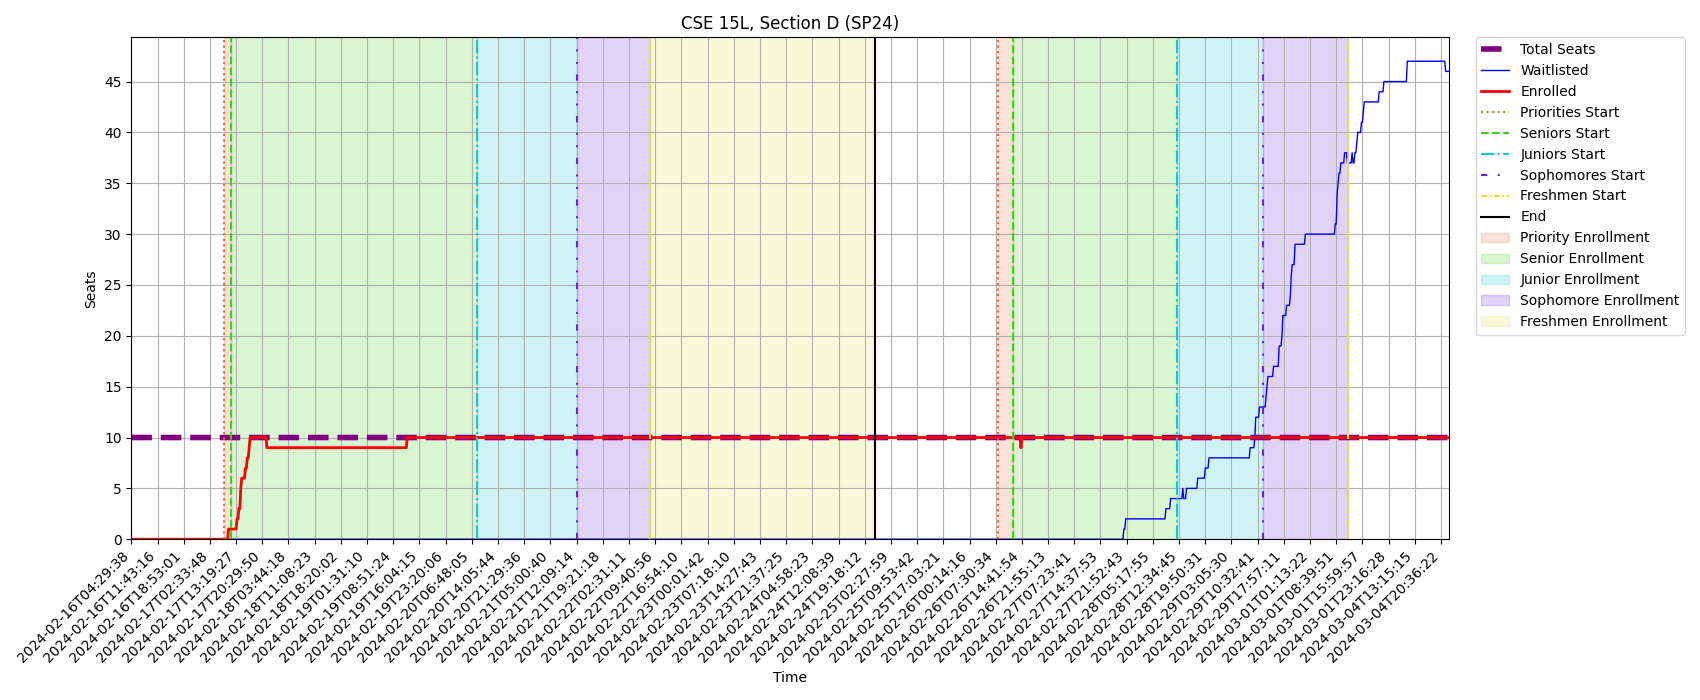 CSE 15L, Section D (SP24)
Seats
45
40
35
30
25
20
15
10
5
0
2024-02-16T04:29:38
2024-02-16T11:43:16
2024-02-16T18:53:01
2024-02-17T02:33:48
2024-02-17T13:19:27
2024-02-17T20:29:50
2024-02-18T03:44:18
2024-02-18T11:08:23
2024-02-18T18:20:02
2024-02-19T01:31:10
2024-02-19T08:51:24
2024-02-19T16:04:15
2024-02-19T23:20:06
2024-02-20T06:48:05
2024-02-20T14:05:44
2024-02-20T21:29:36
2024-02-21T05:00:40
2024-02-21T12:09:14
2024-02-21T19:21:18
2024-02-22T02:31:11
2024-02-22T09:40:56
2024-02-22T16:54:10
2024-02-23T00:01:42
2024-02-23T07:18:10
2024-02-23T14:27:43
2024-02-23T21:37:25
2024-02-24T04:58:23
2024-02-24T12:08:39
2024-02-24T19:18:12
2024-02-25T02:27:59
2024-02-25T09:53:42
2024-02-25T17:03:21
2024-02-26T00:14:16
2024-02-26T07:30:34
2024-02-26T14:41:54
2024-02-26T21:55:13
2024-02-27T07:23:41
2024-02-27T14:37:53
2024-02-27T21:52:43
2024-02-28T05:17:55
2024-02-28T12:34:45
2024-02-28T19:50:31
2024-02-29T03:05:30
2024-02-29T10:32:41
2024-02-29T17:57:11
2024-03-01T01:13:22
2024-03-01T08:39:51
2024-03-01T15:59:57
2024-03-01T23:16:28
2024-03-04T13:15:15
2024-03-04T20:36:22
Time
Total Seats
Waitlisted
Enrolled
Priorities Start
Seniors Start
Juniors Start
Sophomores Start
Freshmen Start
End
Priority Enrollment
Senior Enrollment
Junior Enrollment
Sophomore Enrollment
Freshmen Enrollment